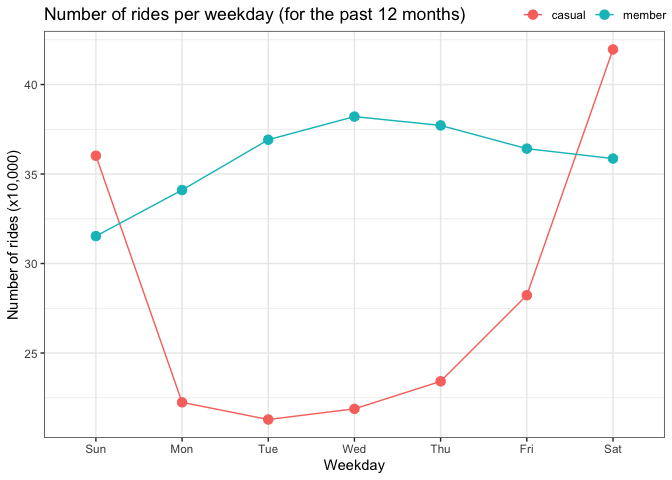 Number of rides per weekday (for the past 12 months)
casual member
40
35
30
25
Number of rides (x10,000)
Sun Mon Tue Wed Thu Fri Sat
Weekday